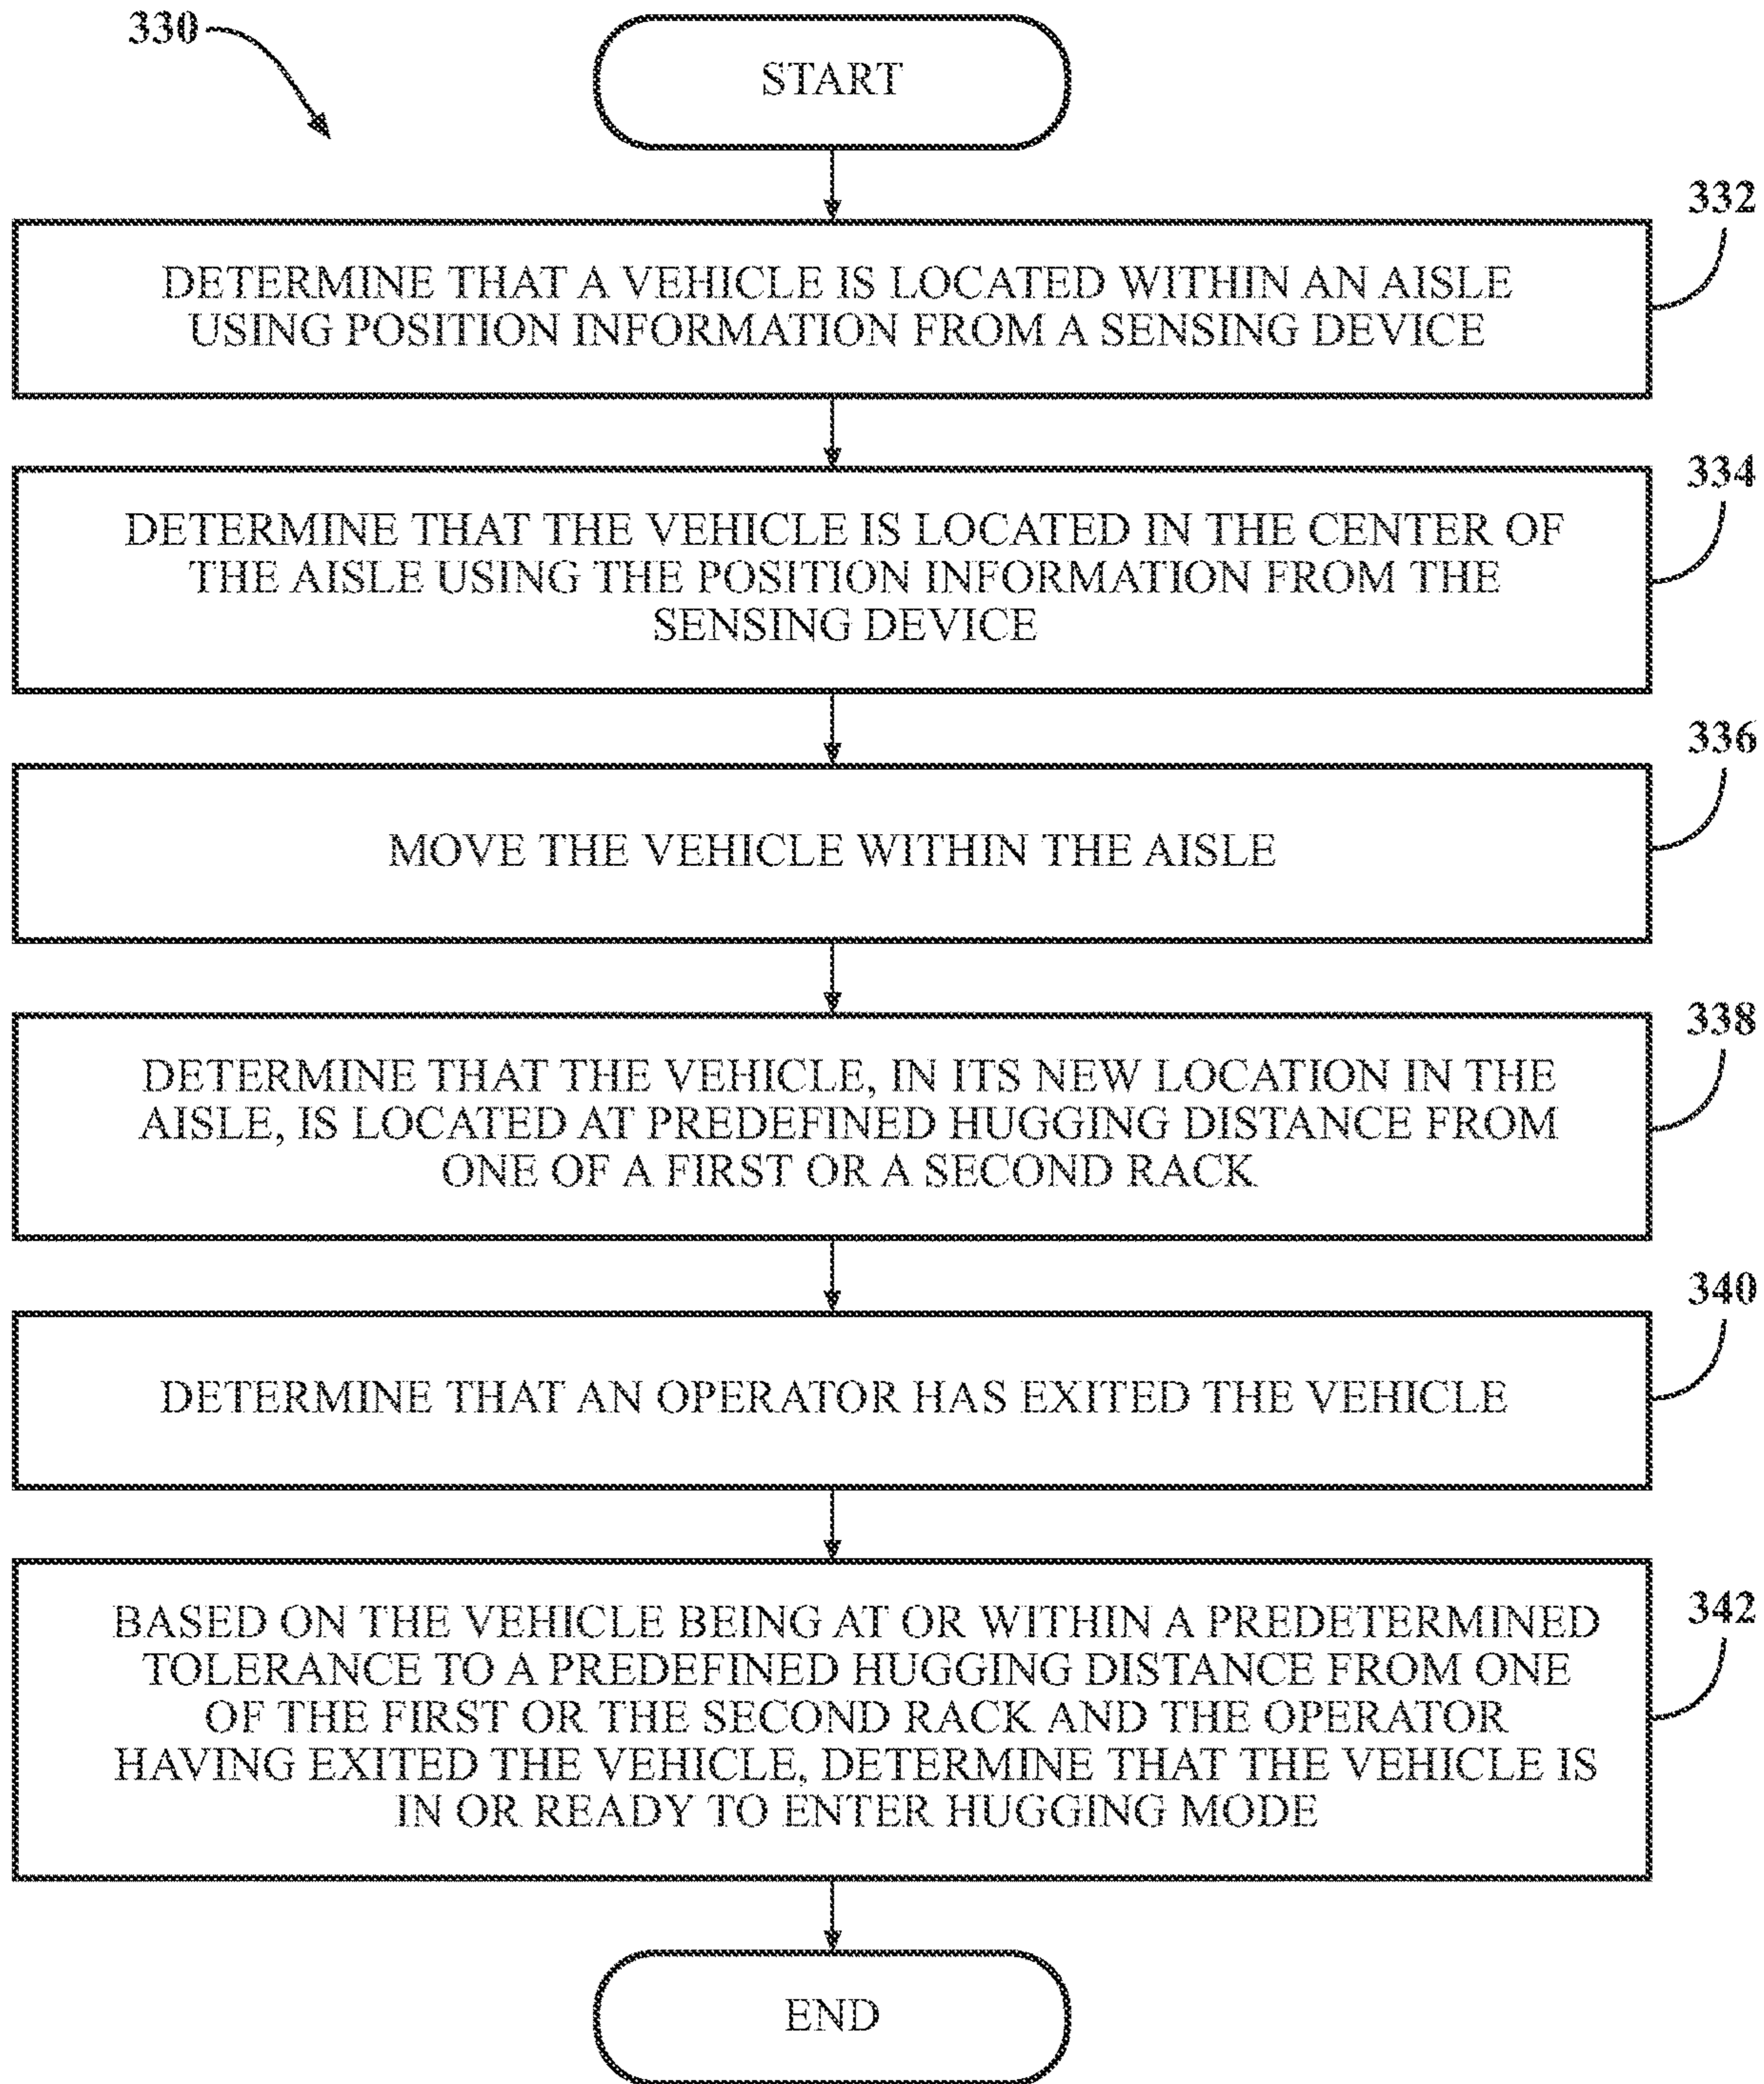 330
START
332
DETERMINE THAT A VEHICLE IS LOCATED WITHIN AN AISLE
USING POSITION INFORMATION FROM A SENSING DEVICE
334
DETERMINE THAT THE VEHICLE IS LOCATED IN THE CENTER OF
THE AISLE USING THE POSITION INFORMATION FROM THE
SENSING DEVICE
336
MOVE THE VEHICLE WITHIN THE AISLE
338
DETERMINE THAT THE VEHICLE, IN ITS NEW LOCATION IN THE
AISLE, IS LOCATED AT PREDEFINED HUGGING DISTANCE FROM
ONE OF A FIRST OR A SECOND RACK
340
DETERMINE THAT AN OPERATOR HAS EXITED THE VEHICLE
342
BASED ON THE VEHICLE BEING AT OR WITHIN A PREDETERMINED
TOLERANCE TO A PREDEFINED HUGGING DISTANCE FROM ONE
OF THE FIRST OR THE SECOND RACK AND THE OPERATOR
HAVING EXITED THE VEHICLE, DETERMINE THAT THE VEHICLE IS
IN OR READY TO ENTER HUGGING MODE
END